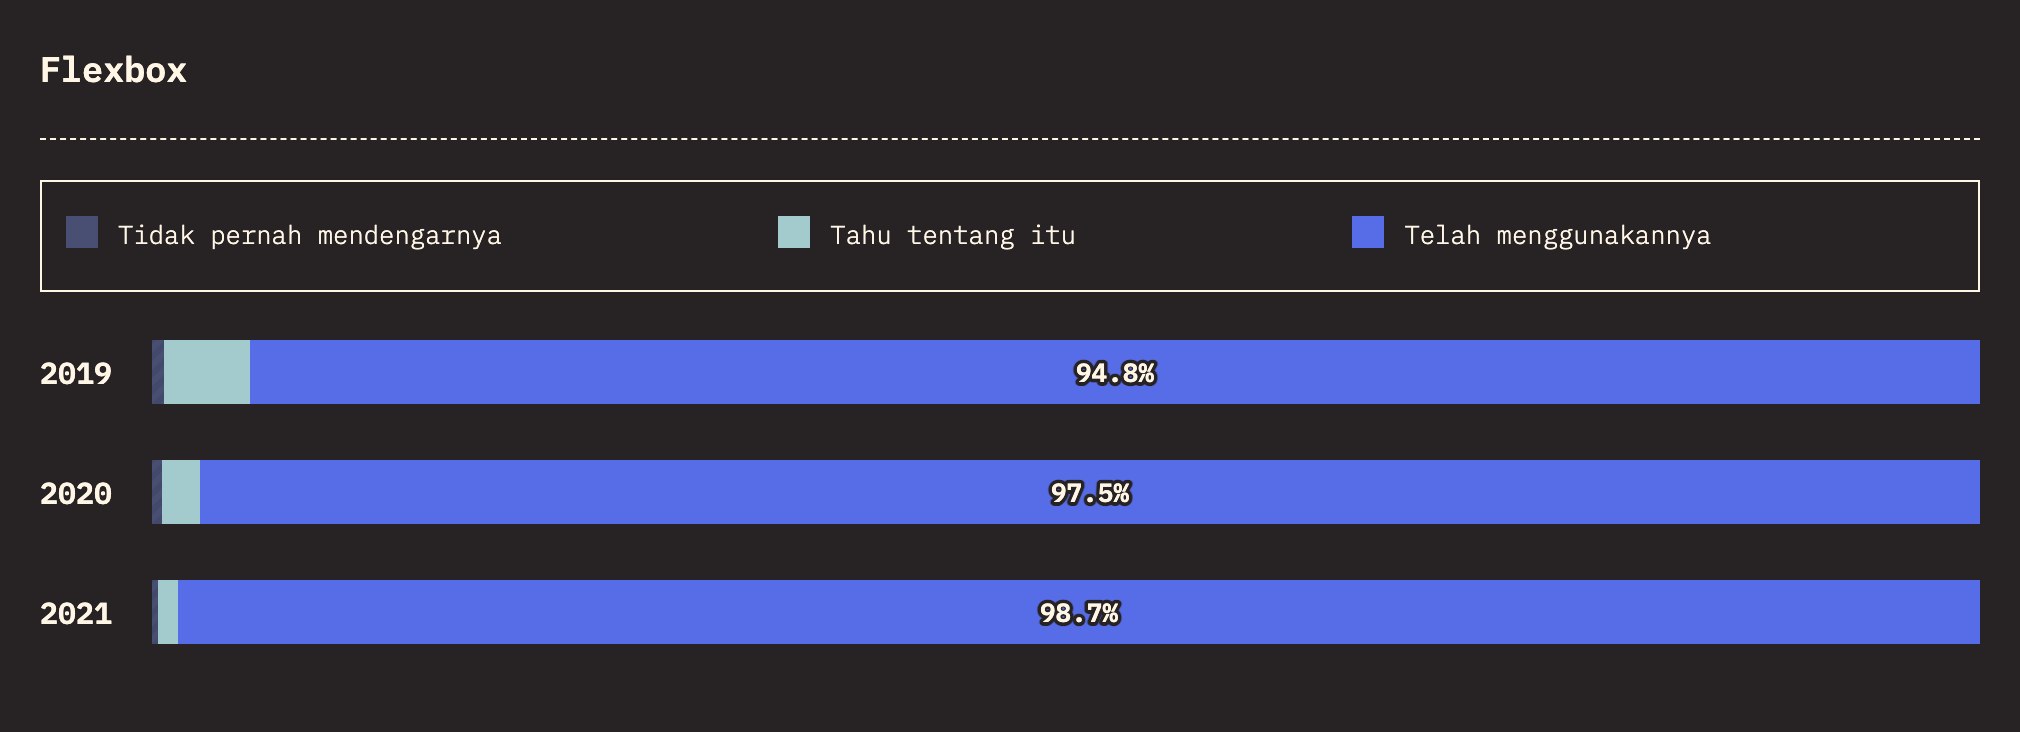 Flexbox
Tidak pernah mendengarnya
Tahu tentang itu
Telah menggunakannya
2019
94.8%
2020
97.5%
2021
98.7%